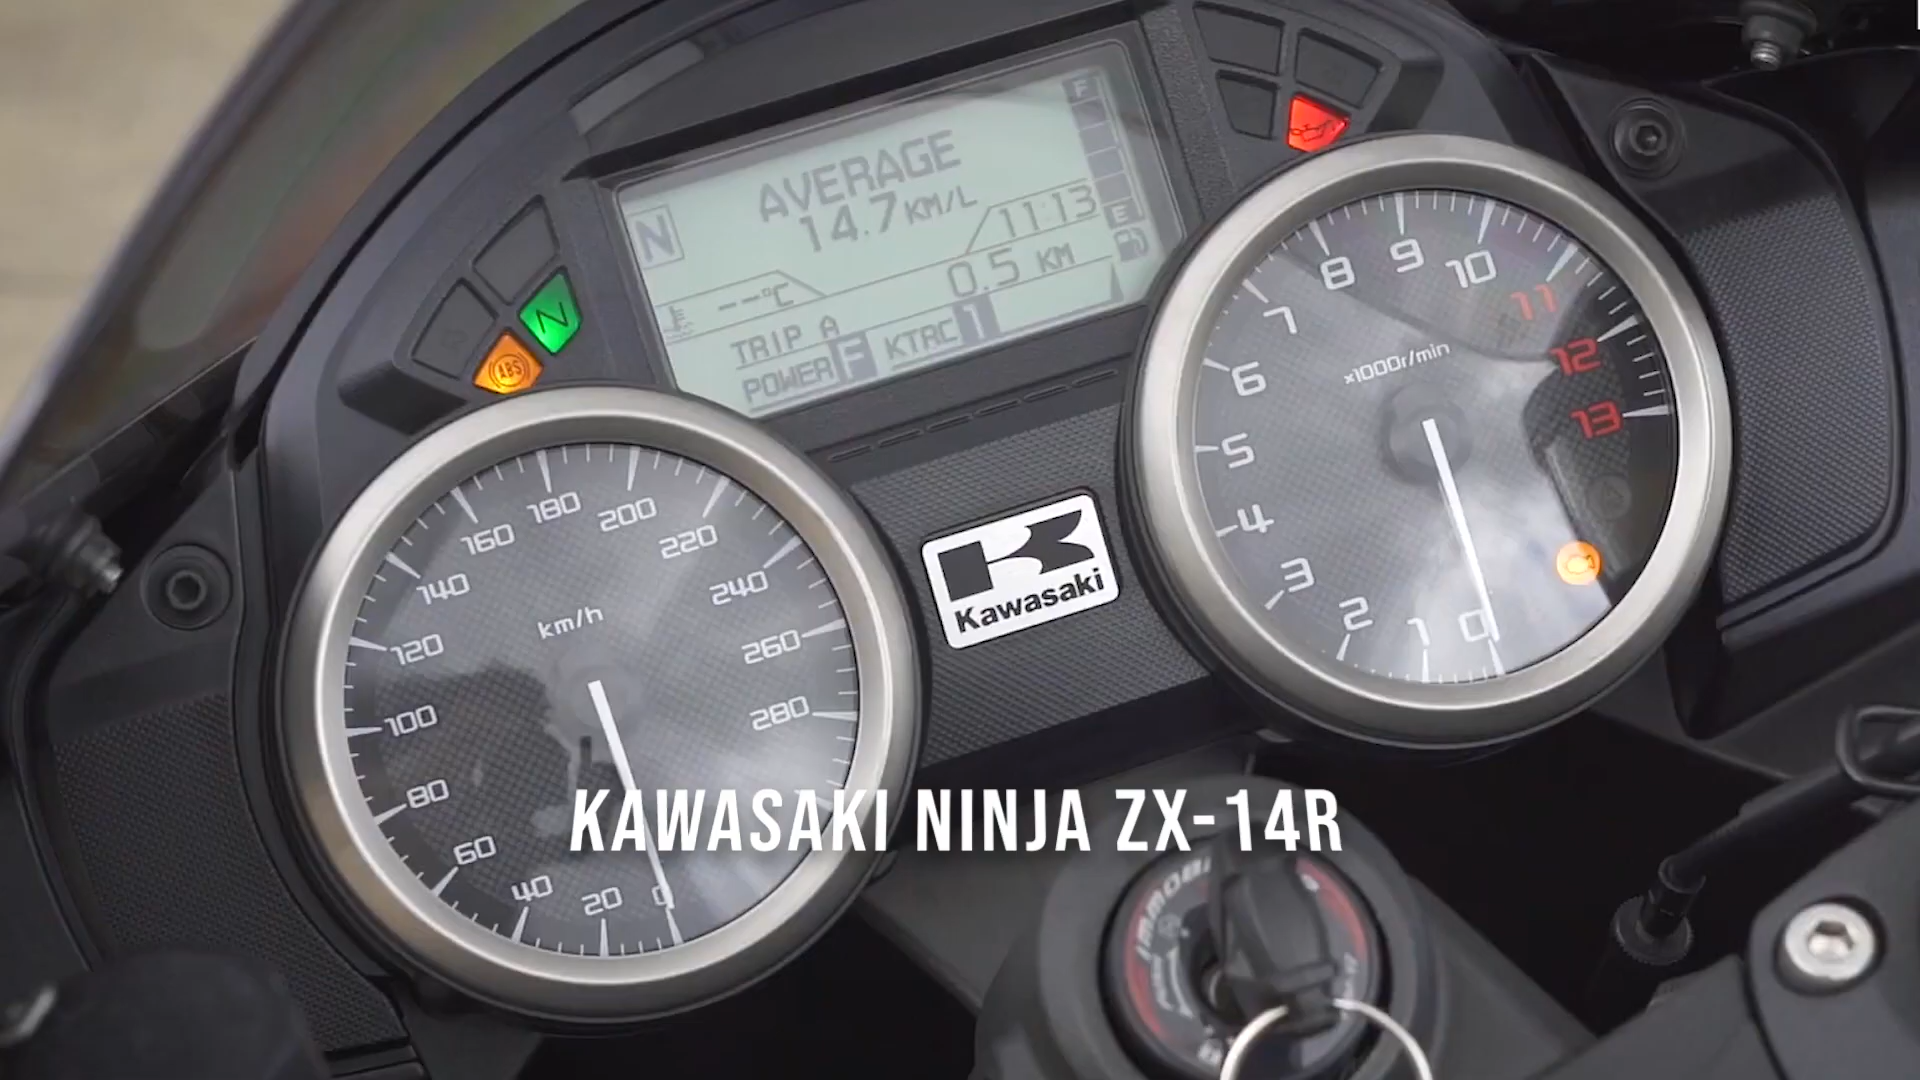 AVERAGE
14.7 KM/L
N
11:13
F
E
--°C
0.5 KM
TRIP A
POWER F KTRC 1
N
ABS
km/h
0
20
40
60
80
100
120
140
160
180
200
220
240
260
280
Kawasaki
x1000r/min
0
1
2
3
4
5
6
7
8
9
10
11
12
13
KAWASAKI NINJA ZX-14R